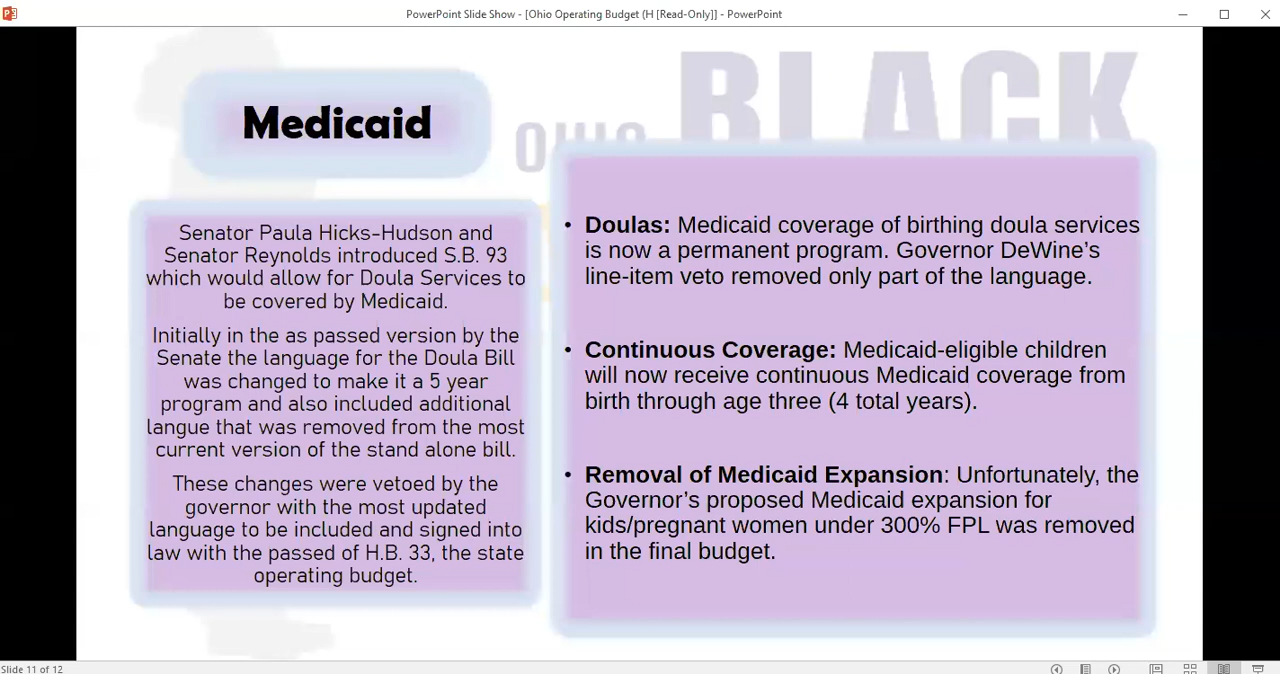 PowerPoint Slide Show - [Ohio Operating Budget (H [Read-Only]] - PowerPoint
OHIO BLACK
Medicaid
Senator Paula Hicks-Hudson and
Senator Reynolds introduced S.B. 93
which would allow for Doula Services to
be covered by Medicaid.
Initially in the as passed version by the
Senate the language for the Doula Bill
was changed to make it a 5 year
program and also included additional
langue that was removed from the most
current version of the stand alone bill.
These changes were vetoed by the
governor with the most updated
language to be included and signed into
law with the passed of H.B. 33, the state
operating budget.
• Doulas: Medicaid coverage of birthing doula services
is now a permanent program. Governor DeWine’s
line-item veto removed only part of the language.
• Continuous Coverage: Medicaid-eligible children
will now receive continuous Medicaid coverage from
birth through age three (4 total years).
• Removal of Medicaid Expansion: Unfortunately, the
Governor’s proposed Medicaid expansion for
kids/pregnant women under 300% FPL was removed
in the final budget.
Slide 11 of 12